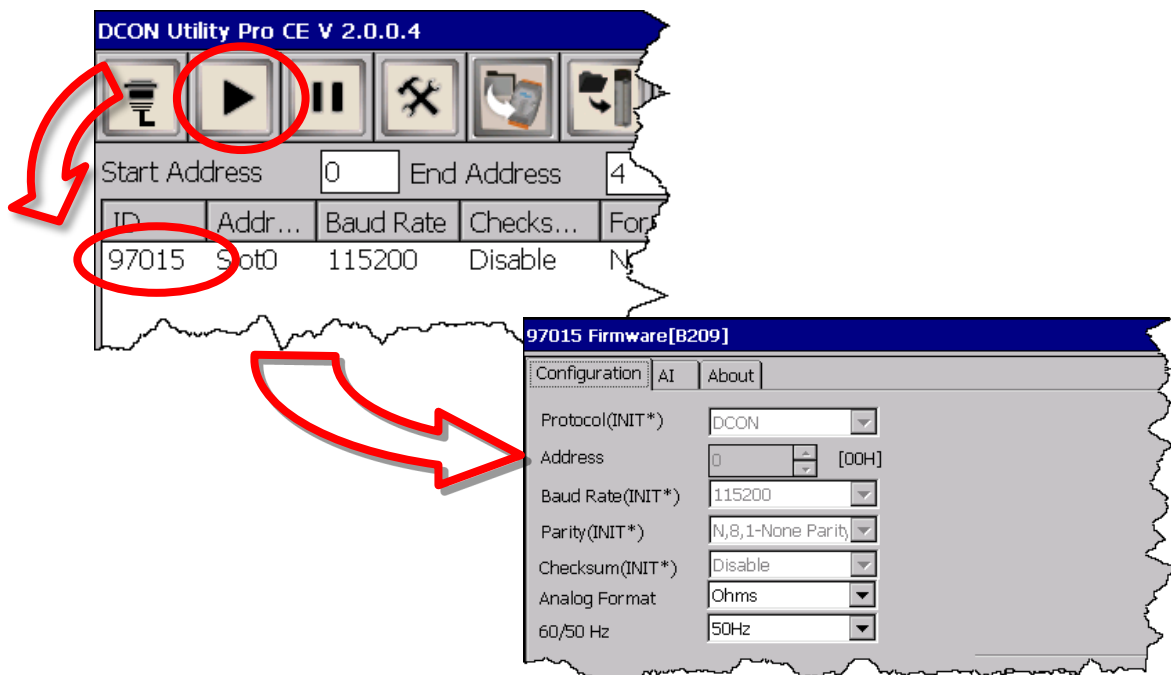 DCON Utility Pro CE V 2.0.0.4
Start Address 0 End Address 4
ID Addr... Baud Rate Checks... For
97015 Slot0 115200 Disable N
97015 Firmware[B209]
Configuration AI About
Protocol(INIT*) DCON
Address 0 [00H]
Baud Rate(INIT*) 115200
Parity(INIT*) N,8,1-None Parity
Checksum(INIT*) Disable
Analog Format Ohms
60/50 Hz 50Hz